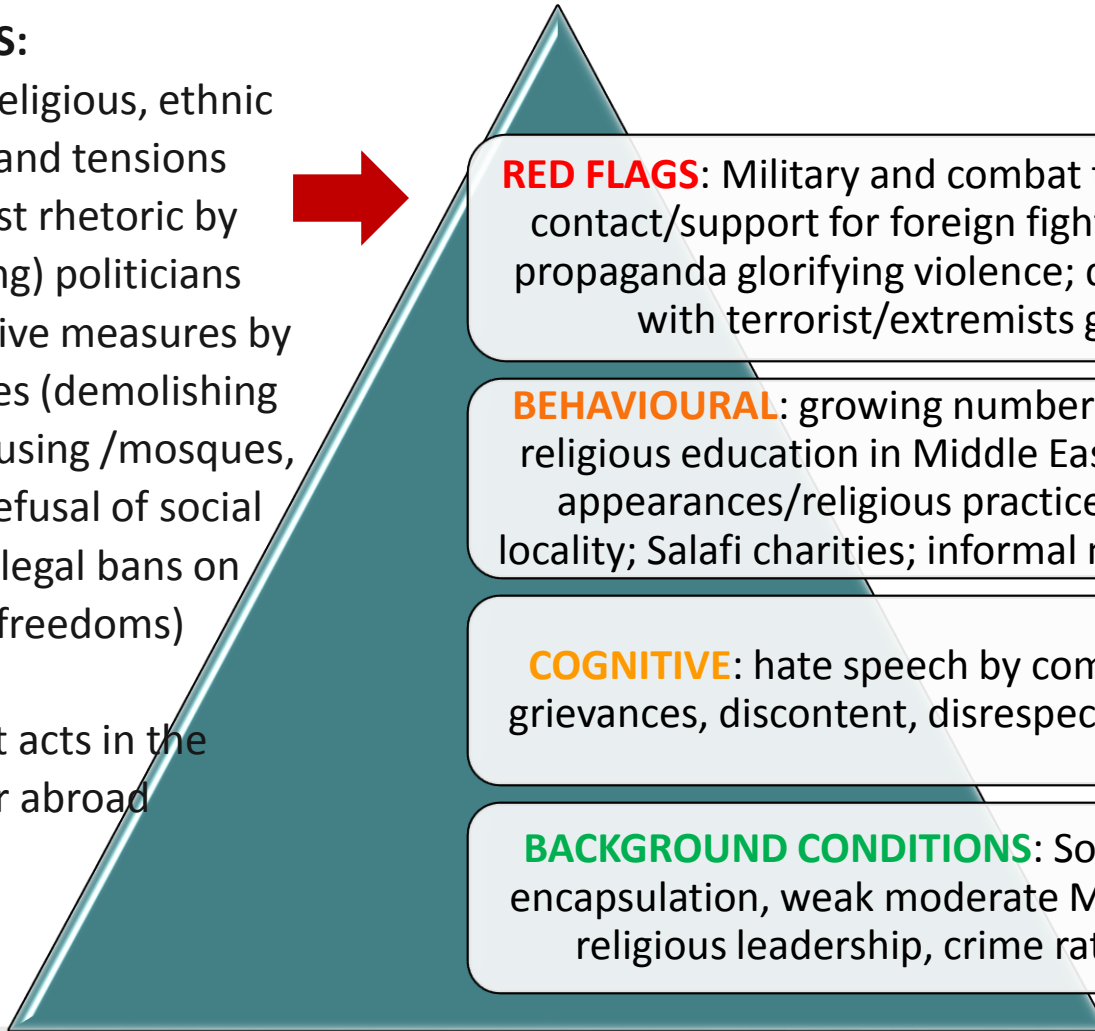 S:
eligious, ethnic
and tensions
st rhetoric by
ng) politicians
ive measures by
es (demolishing
using /mosques,
efusal of social
legal bans on
freedoms)
t acts in the
r abroad
RED FLAGS: Military and combat
contact/support for foreign fight
propaganda glorifying violence;
with terrorist/extremists g
BEHAVIOURAL: growing number
religious education in Middle Eas
appearances/religious practice
locality; Salafi charities; informal
COGNITIVE: hate speech by com
grievances, discontent, disrespec
BACKGROUND CONDITIONS: So
encapsulation, weak moderate M
religious leadership, crime rat